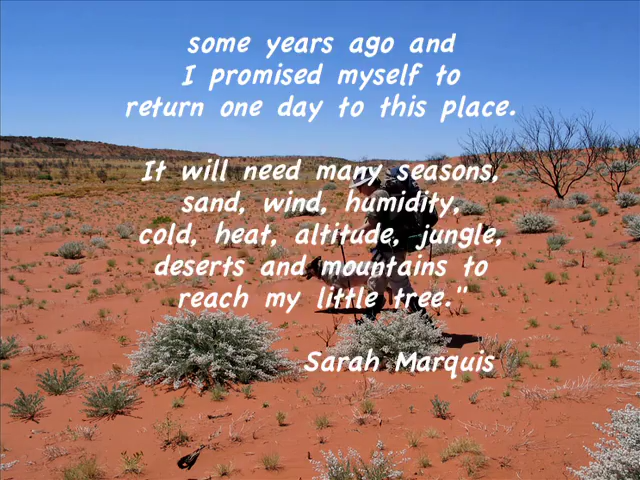 some years ago and
I promised myself to
return one day to this place.
It will need many seasons,
sand, wind, humidity,
cold, heat, altitude, jungle,
deserts and mountains to
reach my little tree."
Sarah Marquis